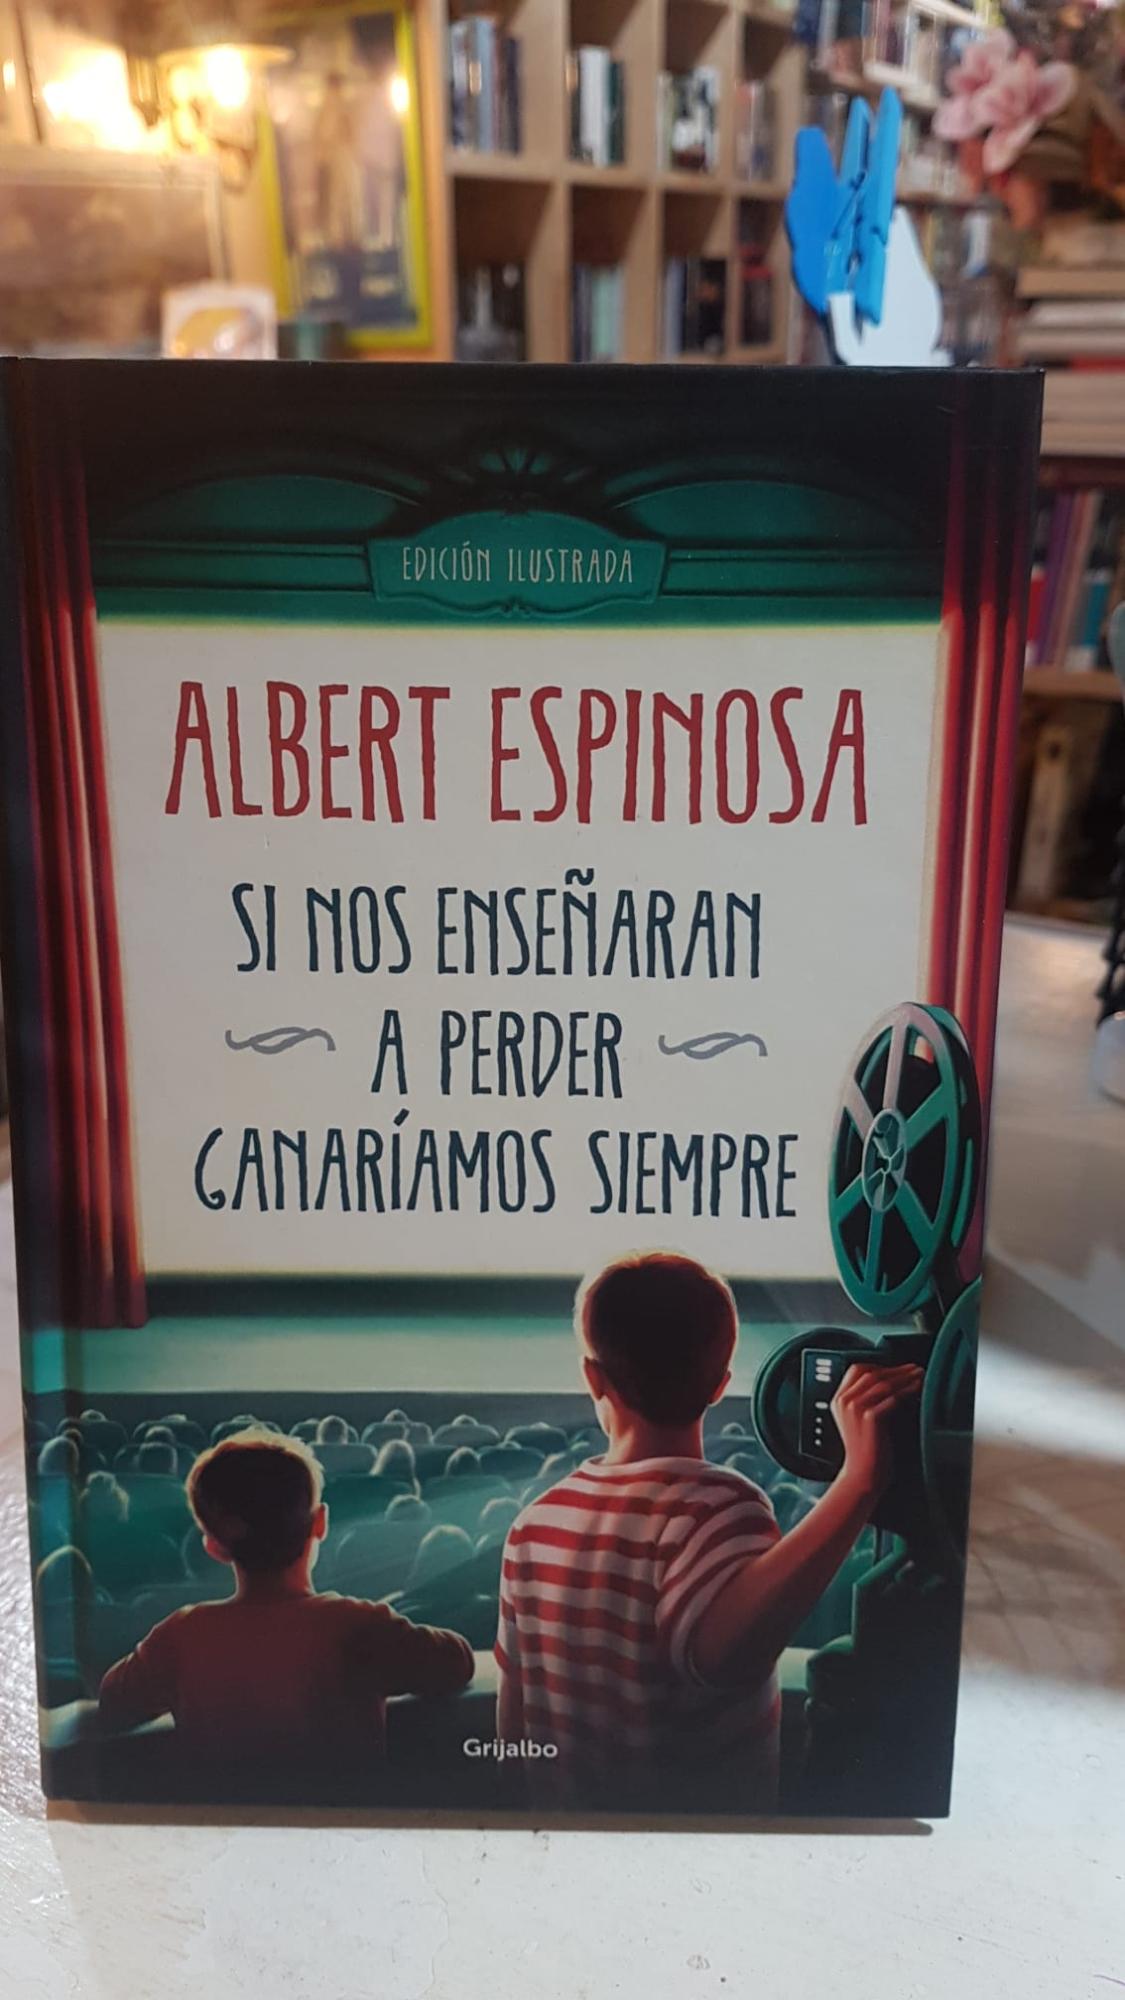 EDICIÓN ILUSTRADA
ALBERT ESPINOSA
SI NOS ENSEÑARAN
A PERDER
GANARÍAMOS SIEMPRE
Grijalbo